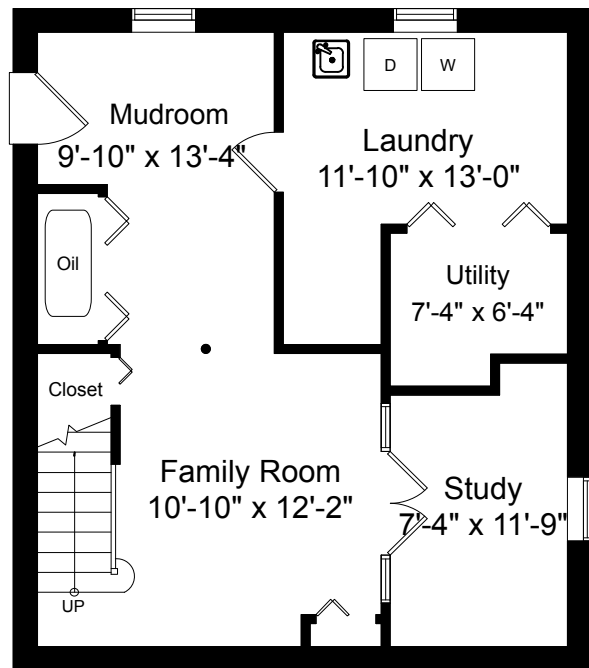 D
W
Mudroom
9'-10" x 13'-4"
Laundry
11'-10" x 13'-0"
Oil
Utility
7'-4" x 6'-4"
Closet
Family Room
10'-10" x 12'-2"
Study
7'-4" x 11'-9"
UP